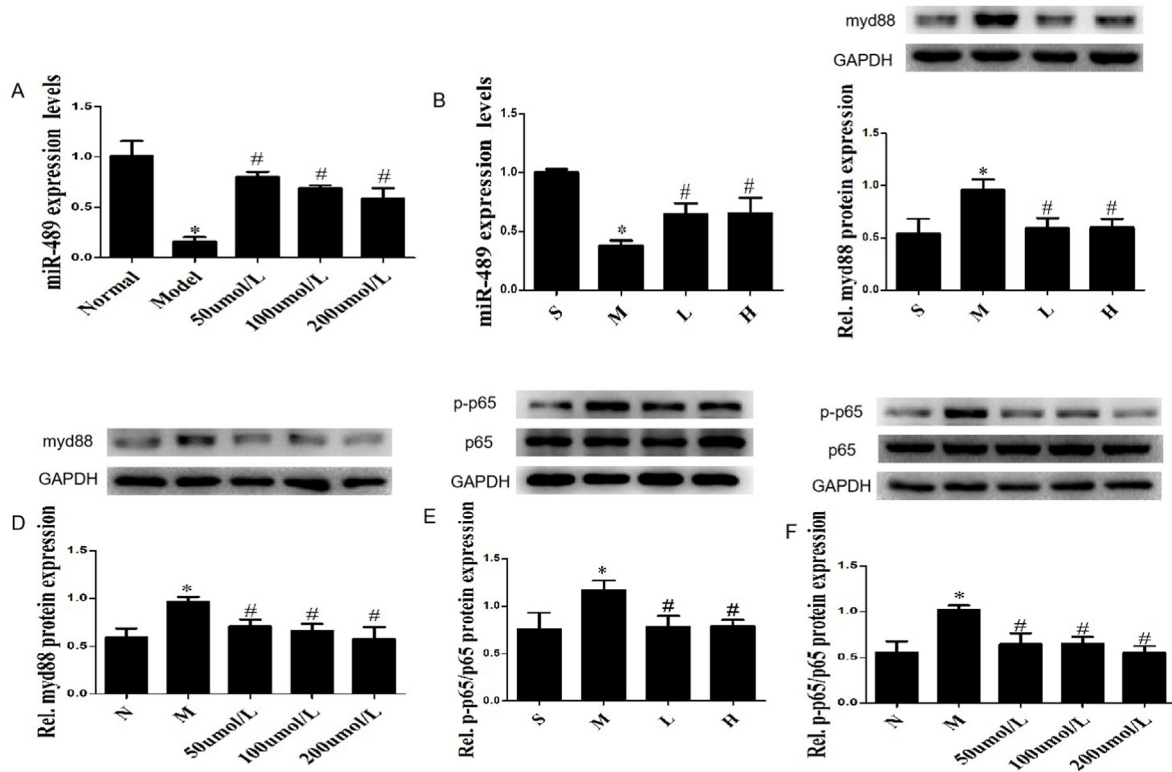 A
miR-489 expression levels
1.5
1.0
0.5
0.0
*
#
#
#
Normal
Model
50umol/L
100umol/L
200umol/L
B
miR-489 expression levels
1.5
1.0
0.5
0.0
*
#
#
S
M
L
H
myd88
GAPDH
Rel. myd88 protein expression
1.5
1.0
0.5
0.0
*
#
#
S
M
L
H
myd88
GAPDH
D
Rel. myd88 protein expression
1.5
1.0
0.5
0.0
*
#
#
#
N
M
50umol/L
100umol/L
200umol/L
p-p65
p65
GAPDH
E
Rel. p-p65/p65 protein expression
1.5
1.0
0.5
0.0
*
#
#
S
M
L
H
p-p65
p65
GAPDH
F
Rel. p-p65/p65 protein expression
1.5
1.0
0.5
0.0
*
#
#
#
N
M
50umol/L
100umol/L
200umol/L